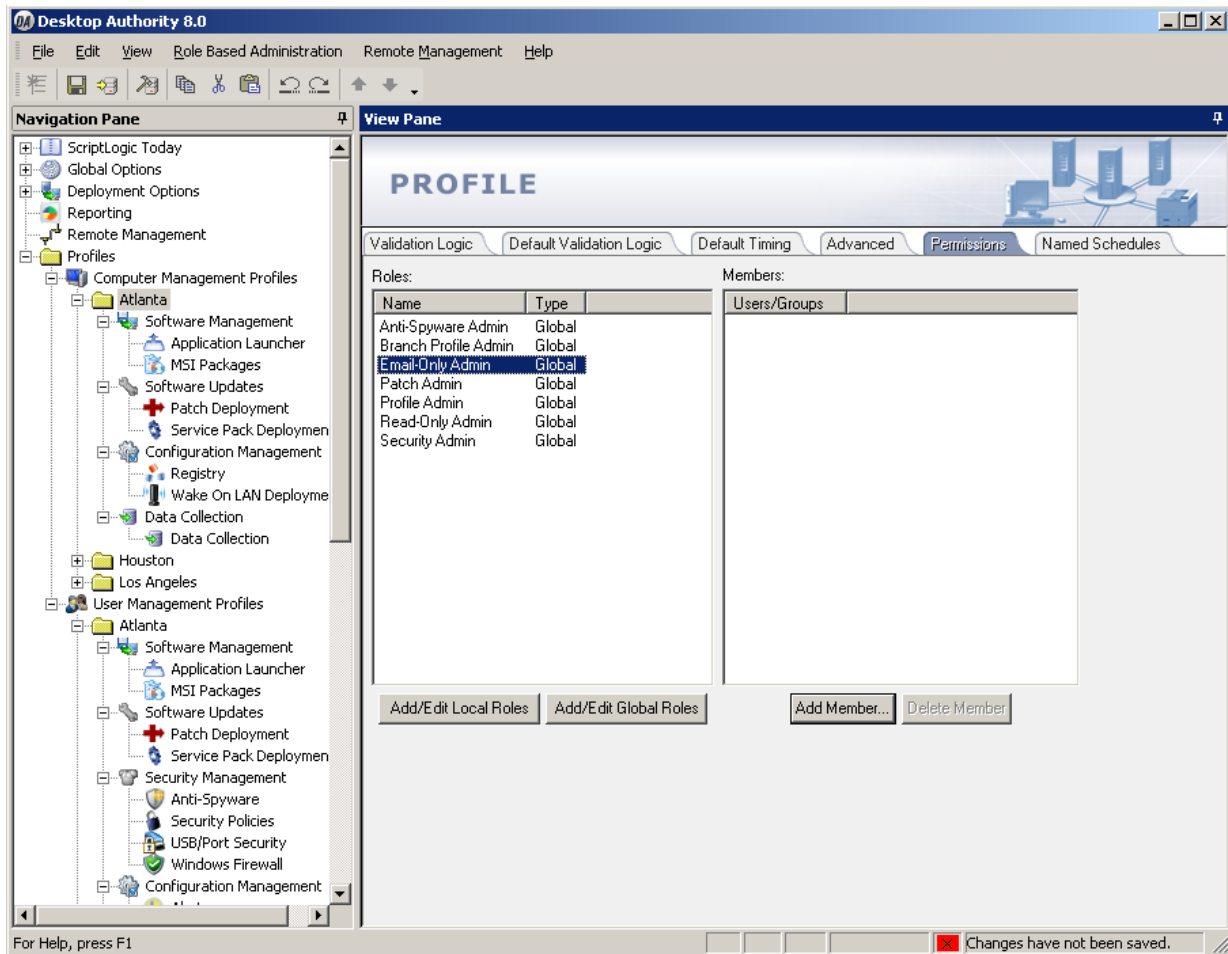 Desktop Authority 8.0
File Edit View Role Based Administration Remote Management Help
Navigation Pane
ScriptLogic Today
Global Options
Deployment Options
Reporting
Remote Management
Profiles
Computer Management Profiles
Atlanta
Software Management
Application Launcher
MSI Packages
Software Updates
Patch Deployment
Service Pack Deploymen
Configuration Management
Registry
Wake On LAN Deployme
Data Collection
Data Collection
Houston
Los Angeles
User Management Profiles
Atlanta
Software Management
Application Launcher
MSI Packages
Software Updates
Patch Deployment
Service Pack Deploymen
Security Management
Anti-Spyware
Security Policies
USB/Port Security
Windows Firewall
Configuration Management
View Pane
PROFILE
Validation Logic Default Validation Logic Default Timing Advanced Permissions Named Schedules
Roles:
Name Type
Anti-Spyware Admin Global
Branch Profile Admin Global
Email-Only Admin Global
Patch Admin Global
Profile Admin Global
Read-Only Admin Global
Security Admin Global
Add/Edit Local Roles Add/Edit Global Roles
Members:
Users/Groups
Add Member... Delete Member
For Help, press F1
Changes have not been saved.